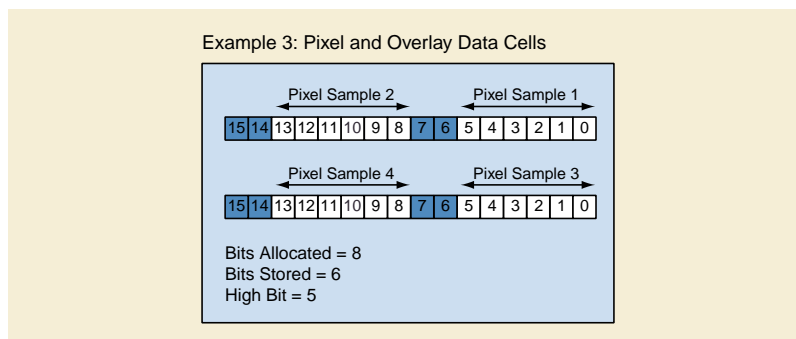 Example 3: Pixel and Overlay Data Cells
Pixel Sample 2 Pixel Sample 1
15 14 13 12 11 10 9 8 7 6 5 4 3 2 1 0
Pixel Sample 4 Pixel Sample 3
15 14 13 12 11 10 9 8 7 6 5 4 3 2 1 0
Bits Allocated = 8
Bits Stored = 6
High Bit = 5